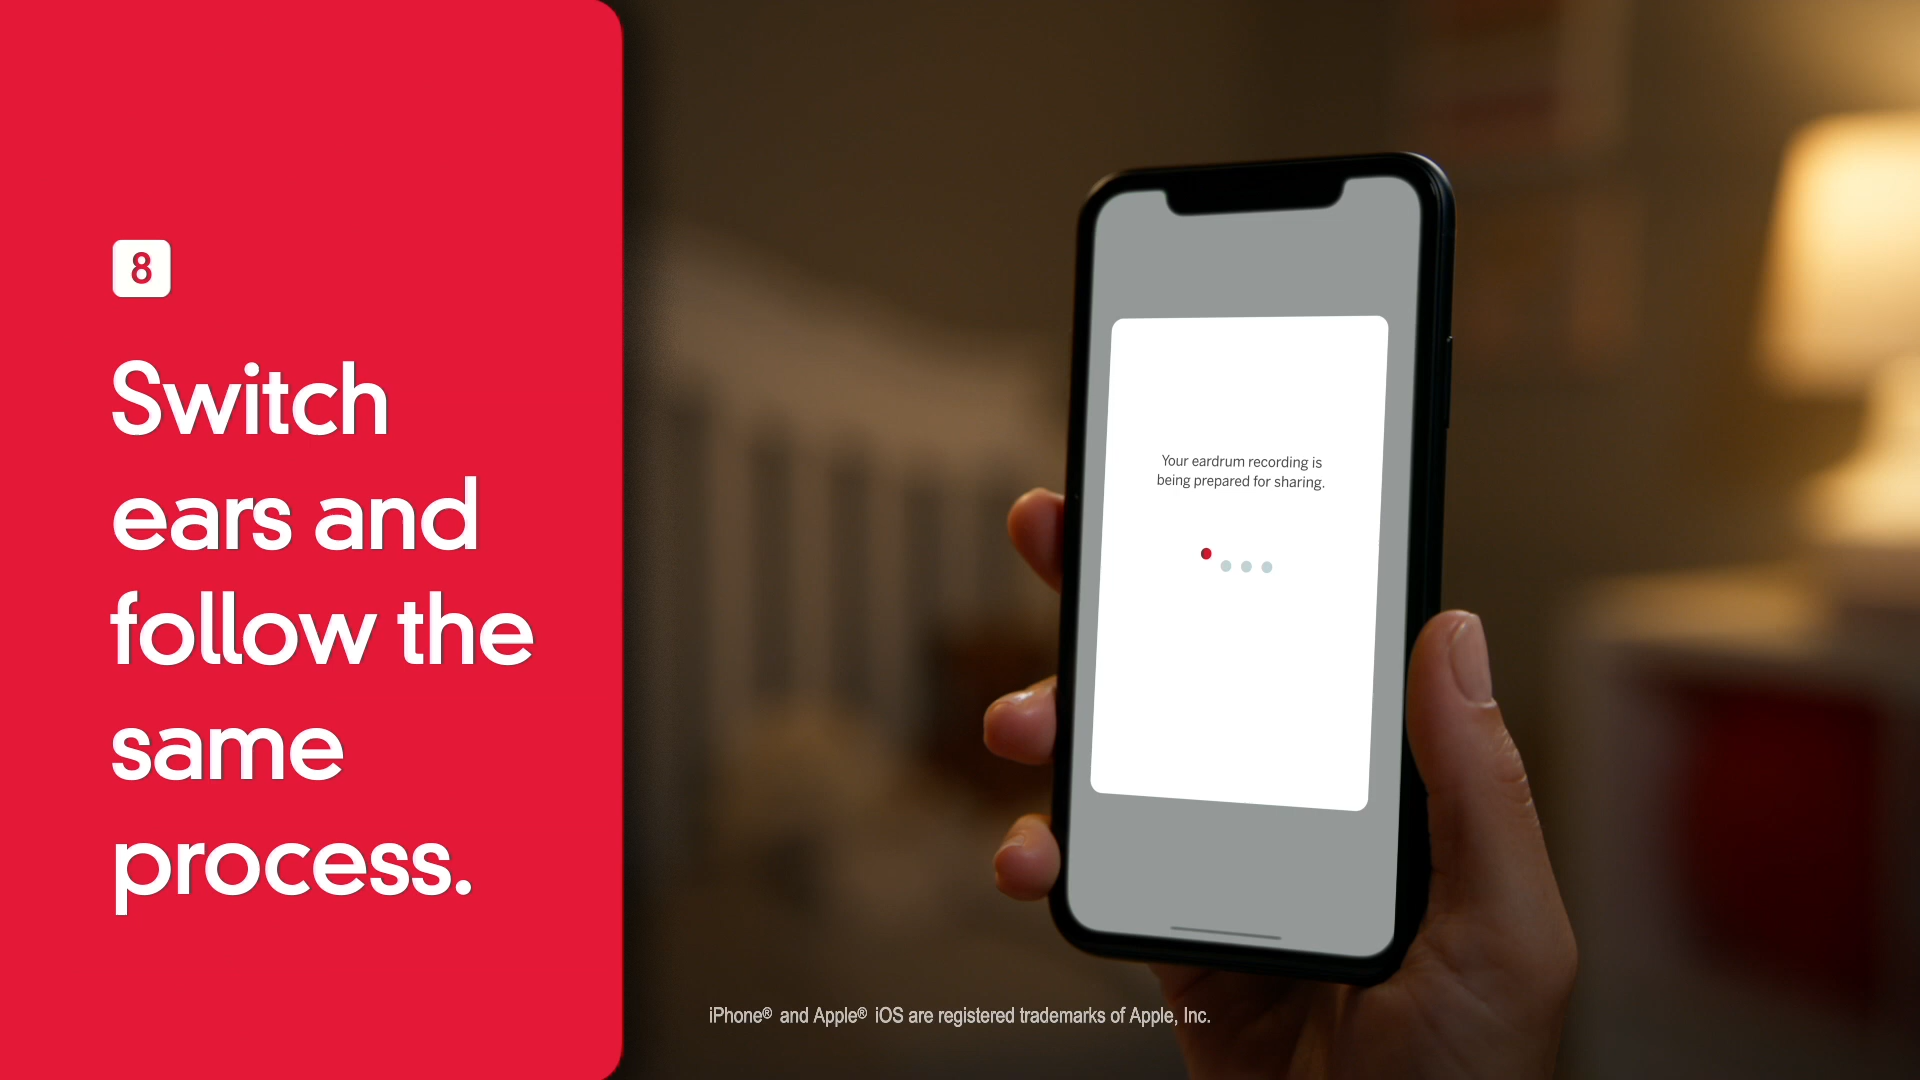 8
Switch
ears and
follow the
same
process.
Your eardrum recording is
being prepared for sharing.
iPhone® and Apple® iOS are registered trademarks of Apple, Inc.